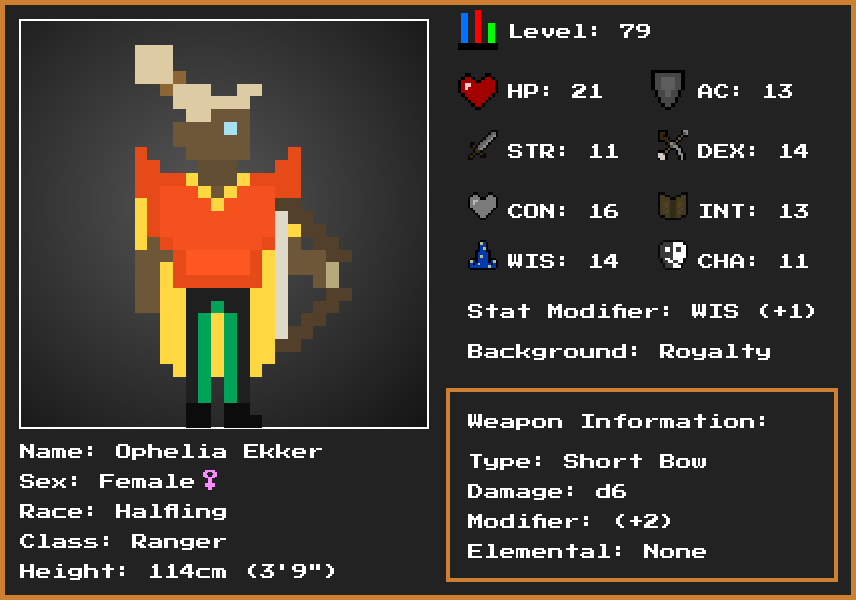 Level: 79
HP: 21 AC: 13
STR: 11 DEX: 14
CON: 16 INT: 13
WIS: 14 CHA: 11
Stat Modifier: WIS (+1)
Background: Royalty
Weapon Information:
Type: Short Bow
Damage: d6
Modifier: (+2)
Elemental: None
Name: Ophelia Ekker
Sex: Female♀
Race: Halfling
Class: Ranger
Height: 114cm (3'9")